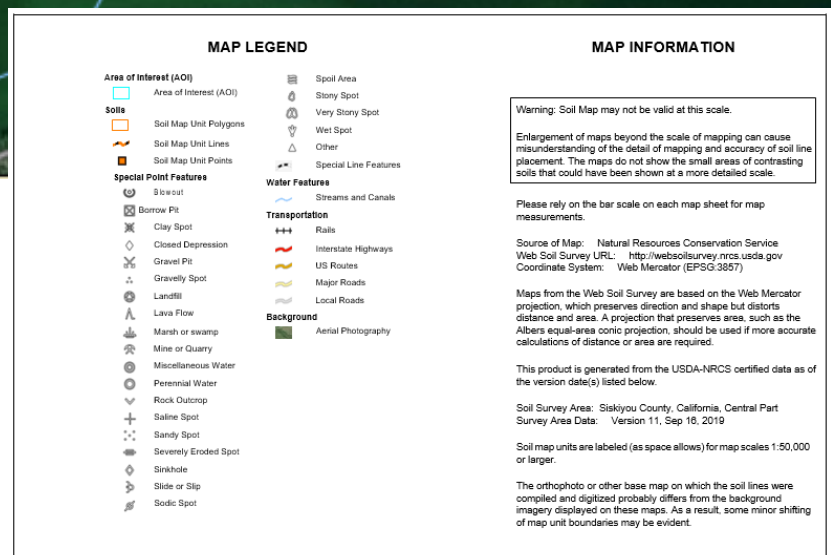 MAP LEGEND
Area of Interest (AOI)
Area of Interest (AOI)
Soils
Soil Map Unit Polygons
Soil Map Unit Lines
Soil Map Unit Points
Special Point Features
Blowout
Borrow Pit
Clay Spot
Closed Depression
Gravel Pit
Gravelly Spot
Landfill
Lava Flow
Marsh or swamp
Mine or Quarry
Miscellaneous Water
Perennial Water
Rock Outcrop
Saline Spot
Sandy Spot
Severely Eroded Spot
Sinkhole
Slide or Slip
Sodic Spot
Spoil Area
Stony Spot
Very Stony Spot
Wet Spot
Other
Special Line Features
Water Features
Streams and Canals
Transportation
Rails
Interstate Highways
US Routes
Major Roads
Local Roads
Background
Aerial Photography
MAP INFORMATION
Warning: Soil Map may not be valid at this scale.
Enlargement of maps beyond the scale of mapping can cause
misunderstanding of the detail of mapping and accuracy of soil line
placement. The maps do not show the small areas of contrasting
soils that could have been shown at a more detailed scale.
Please rely on the bar scale on each map sheet for map
measurements.
Source of Map: Natural Resources Conservation Service
Web Soil Survey URL: http://websoilsurvey.nrcs.usda.gov
Coordinate System: Web Mercator (EPSG:3857)
Maps from the Web Soil Survey are based on the Web Mercator
projection, which preserves direction and shape but distorts
distance and area. A projection that preserves area, such as the
Albers equal-area conic projection, should be used if more accurate
calculations of distance or area are required.
This product is generated from the USDA-NRCS certified data as of
the version date(s) listed below.
Soil Survey Area: Siskiyou County, California, Central Part
Survey Area Data: Version 11, Sep 16, 2019
Soil map units are labeled (as space allows) for map scales 1:50,000
or larger.
The orthophoto or other base map on which the soil lines were
compiled and digitized probably differs from the background
imagery displayed on these maps. As a result, some minor shifting
of map unit boundaries may be evident.